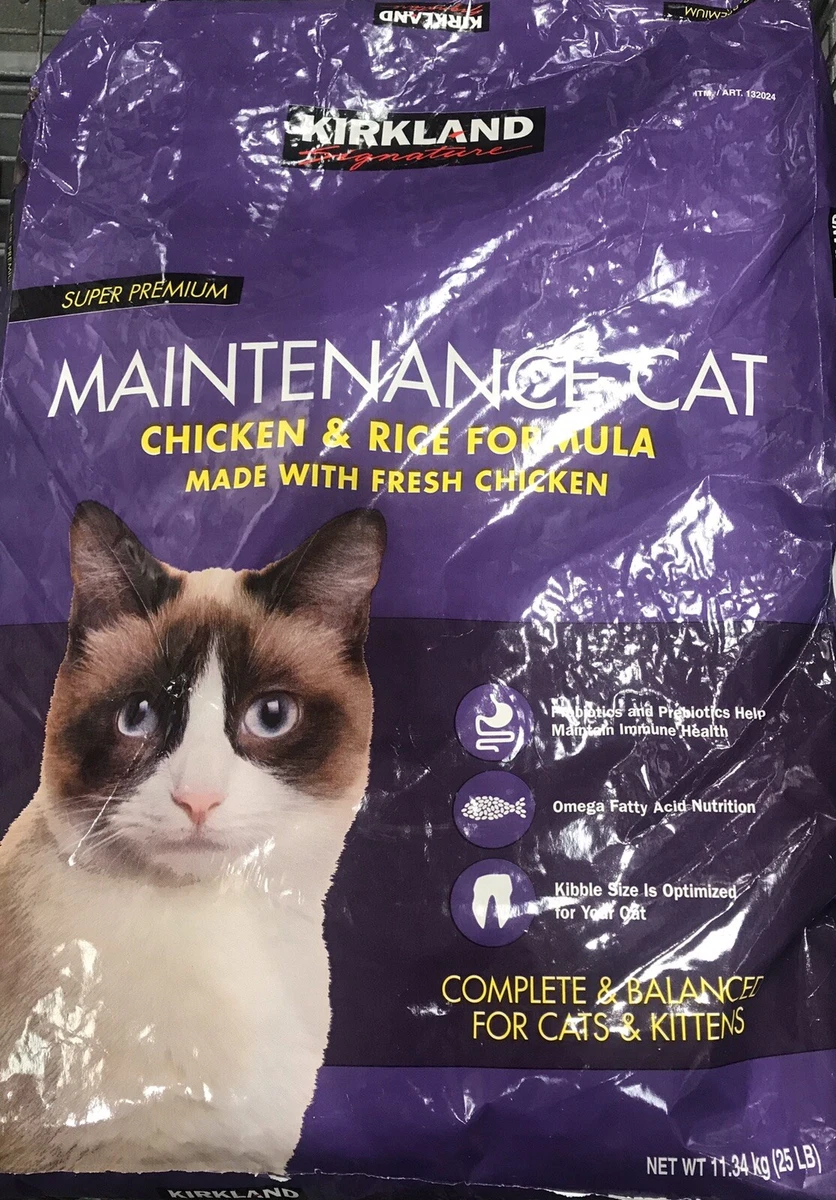 KIRKLAND
Signature
PREMIUM
ITM. / ART. 132024
KIRKLAND
Signature
SUPER PREMIUM
MAINTENANCE CAT
CHICKEN & RICE FORMULA
MADE WITH FRESH CHICKEN
Probiotics and Prebiotics Help
Maintain Immune Health
Omega Fatty Acid Nutrition
Kibble Size Is Optimized
for Your Cat
COMPLETE & BALANCED
FOR CATS & KITTENS
NET WT 11.34 kg (25 LB)
KIRKLAND